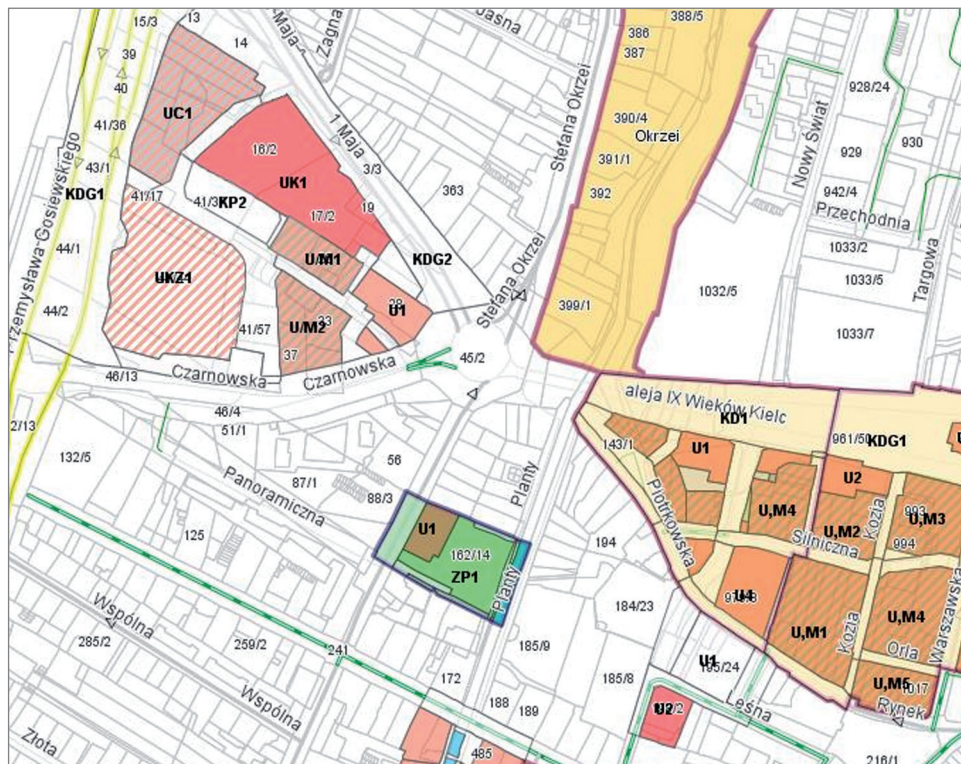 15/3
13
14
39
40
41/36
43/1
KDG1
44/1
44/2
Przemysława-Gosiewskiego
UC1
1 Maja
Zagna
Jasna
16/2
UK1
17/2
19
3/3
363
41/17
KP2
KDG2
UKZ1
U/M1
U/M2
37
28
U1
41/57
46/13
Czarnowska
Czarnowska
45/2
Stefana Okrzei
Stefana Okrzei
388/5
386
387
390/4
Okrzei
391/1
392
399/1
Nowy Świat
928/24
929
930
942/4
Przechodnia
1033/2
1033/5
1032/5
1033/7
Targowa
2/13
46/4
51/1
132/5
87/1
88/3
56
Panoramiczna
125
Planty
aleja IX Wieków Kielc
KD1
961/50
KDG1
143/1
U1
U2
Piotrkowska
U,M4
U,M2
Kozia
993
U,M3
994
Silniczna
U1
162/14
ZP1
Planty
194
184/23
U4
U,M1
Kozia
U,M4
Orla
Warszawska
Wspólna
285/2
259/2
241
Wspólna
172
185/9
185/8
U1
195/24
U,M5
1017
Rynek
188
189
U2
Leśna
Złota
485
216/1